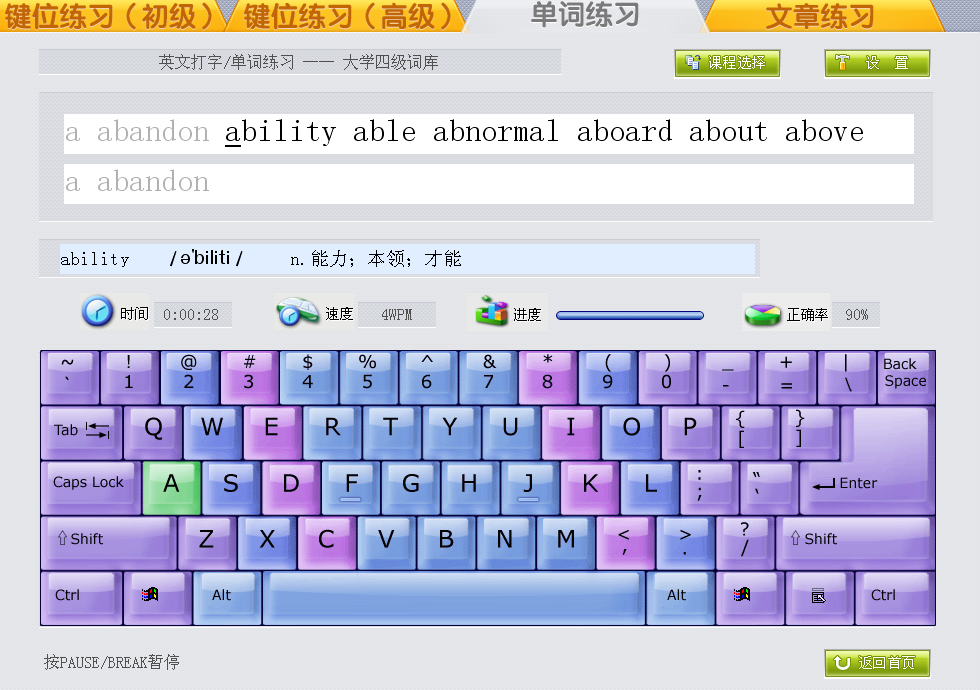 键位练习（初级） 键位练习（高级） 单词练习 文章练习
英文打字/单词练习 —— 大学四级词库 课程选择 设 置
a abandon ability able abnormal aboard about above
a abandon
ability /ə'biliti / n. 能力；本领；才能
时间 0:00:28 速度 4WPM 进度 正确率 90%
~ ! @ # $ % ^ & * ( ) _ + | Back
` 1 2 3 4 5 6 7 8 9 0 - = \ Space
Tab Q W E R T Y U I O P { [ } ]
Caps Lock A S D F G H J K L : ; " ' Enter
⇧Shift Z X C V B N M < , > . ? / ⇧Shift
Ctrl Alt Alt Ctrl
按PAUSE/BREAK暂停 返回首页